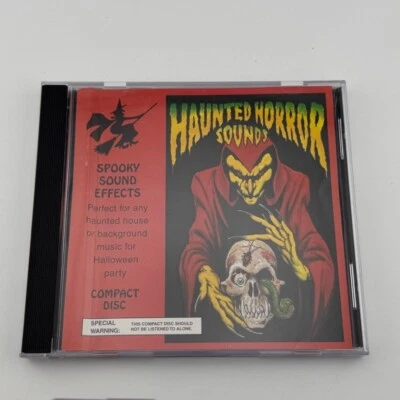 HAUNTED HORROR
SOUNDS
SPOOKY
SOUND
EFFECTS
Perfect for any
haunted house
or background
music for
Halloween
party
COMPACT
DISC
SPECIAL
WARNING:
THIS COMPACT DISC SHOULD
NOT BE LISTENED TO ALONE.